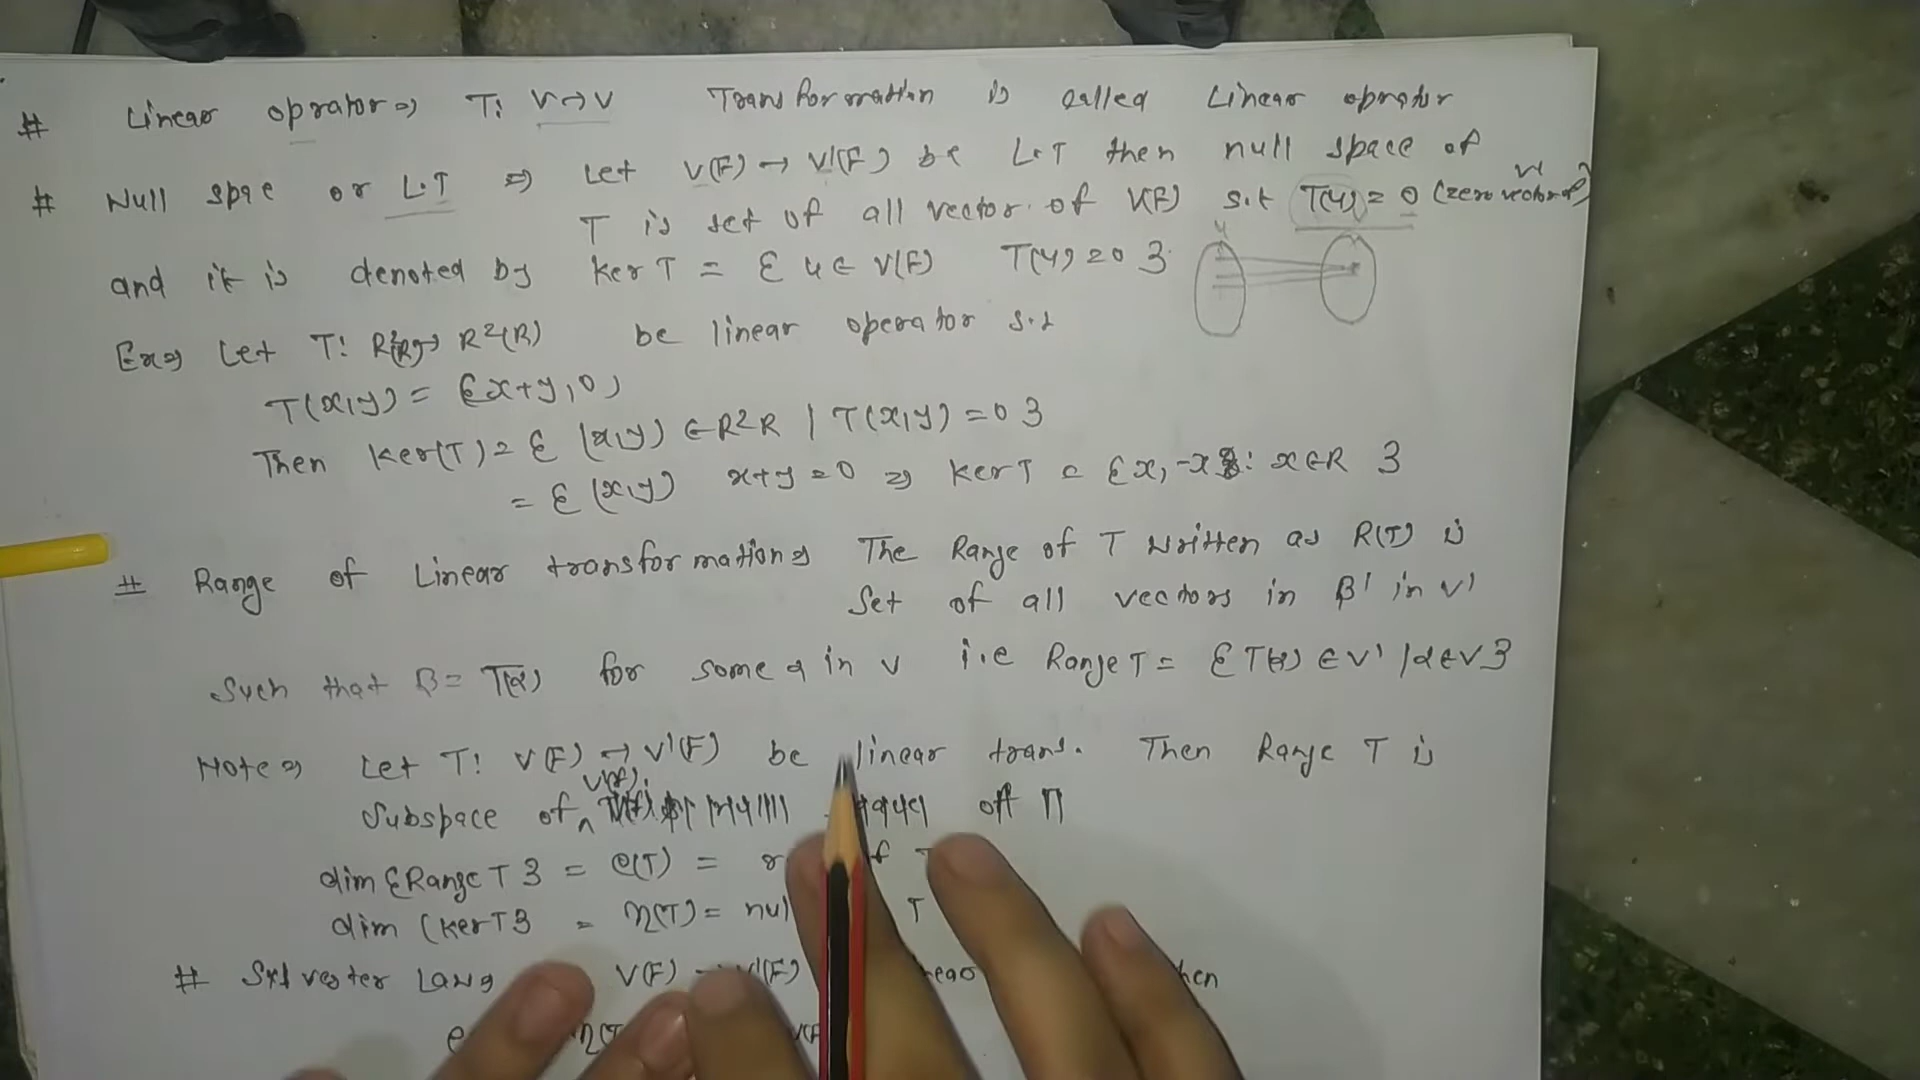 # Linear oprator => T: V→V Transformation is called Linear oprator
# Null spae or L.T => Let V(F) → V'(F) be L.T then null space of
T is set of all vector of V(F) s.t T(u) = 0 (zero vector of V')
and it is denoted by Ker T = { u ∈ V(F) T(u) = 0 }
Ex=> Let T: R²(R) → R²(R) be linear operator s.t
T(x,y) = {x+y, 0)
Then Ker(T) = { (x,y) ∈ R²R | T(x,y) = 0 }
= { (x,y) x+y = 0 => Ker T = {x, -x : x∈R }
# Range of Linear transformation => The Range of T written as R(T) is
Set of all vectors in β' in V'
Such that β = T(α) for some α in V i.e Range T = { T(α) ∈ V' / α ∈ V }
Note => Let T: V(F) → V'(F) be linear trans. Then Range T is
Subspace of
dim {Range T } = ρ(T) =
dim (Ker T } = η(T) = T
# Sylvester Law => V(F) V'(F)